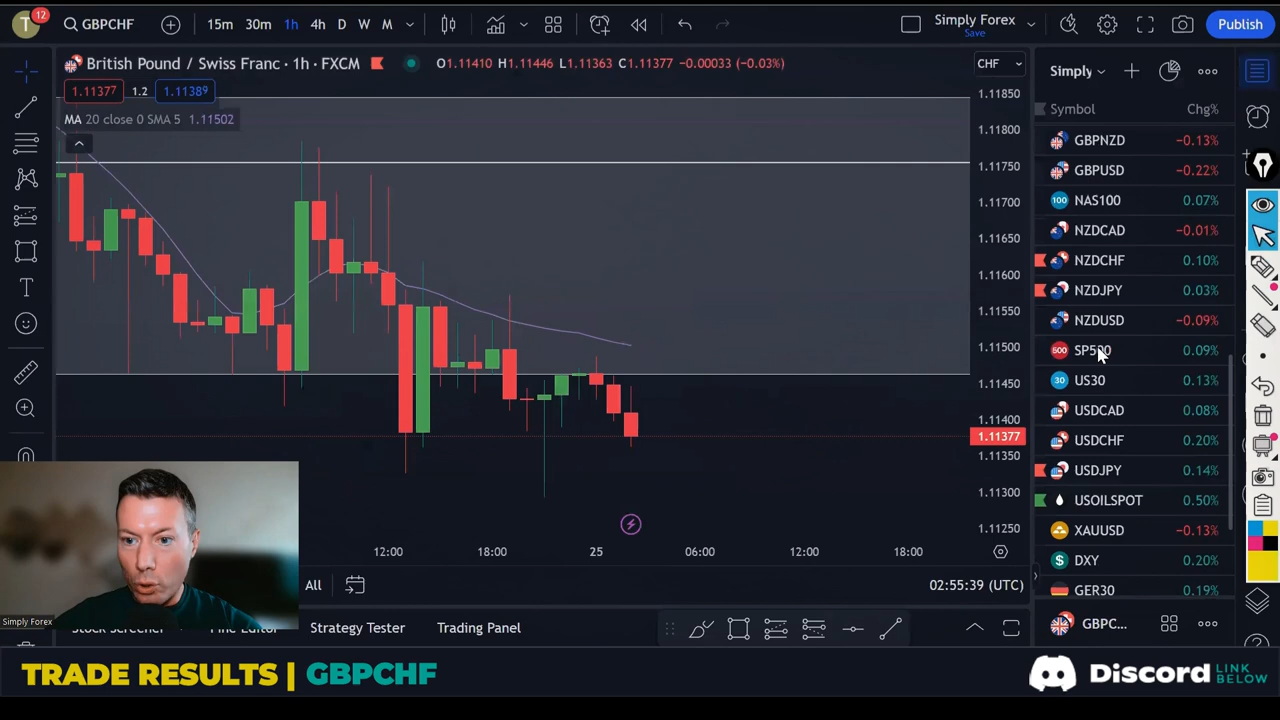 T
12
GBPCHF
15m 30m 1h 4h D W M
Simply Forex
Save
Publish
British Pound / Swiss Franc · 1h · FXCM
O1.11410 H1.11446 L1.11363 C1.11377 −0.00033 (−0.03%)
1.11377 1.2 1.11389
MA 20 close 0 SMA 5 1.11502
CHF
1.11850
1.11800
1.11750
1.11700
1.11650
1.11600
1.11550
1.11500
1.11450
1.11400
1.11377
1.11350
1.11300
1.11250
12:00 18:00 25 06:00 12:00 18:00
All
02:55:39 (UTC)
Strategy Tester Trading Panel
Simply
Symbol Chg%
GBPNZD −0.13%
GBPUSD −0.22%
100 NAS100 0.07%
NZDCAD −0.01%
NZDCHF 0.10%
NZDJPY 0.03%
NZDUSD −0.09%
500 SP500 0.09%
30 US30 0.13%
USDCAD 0.08%
USDCHF 0.20%
USDJPY 0.14%
USOILSPOT 0.50%
XAUUSD −0.13%
$ DXY 0.20%
GER30 0.19%
GBPC...
Simply Forex
TRADE RESULTS | GBPCHF
Discord LINK
BELOW